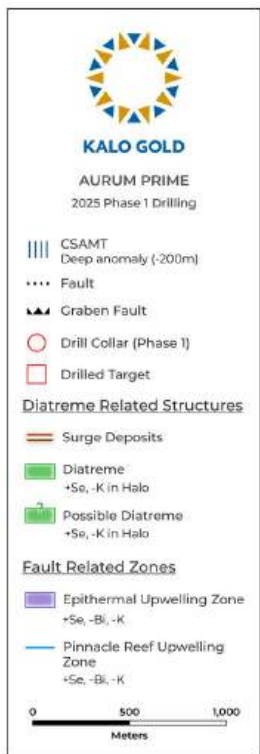 KALO GOLD
AURUM PRIME
2025 Phase 1 Drilling
CSAMT
Deep anomaly (-200m)
Fault
Graben Fault
Drill Collar (Phase 1)
Drilled Target
Diatreme Related Structures
Surge Deposits
Diatreme
+Se, -K in Halo
?
Possible Diatreme
+Se, -K in Halo
Fault Related Zones
Epithermal Upwelling Zone
+Se, -Bi, -K
Pinnacle Reef Upwelling
Zone
+Se, -Bi, -K
0 500 1,000
Meters